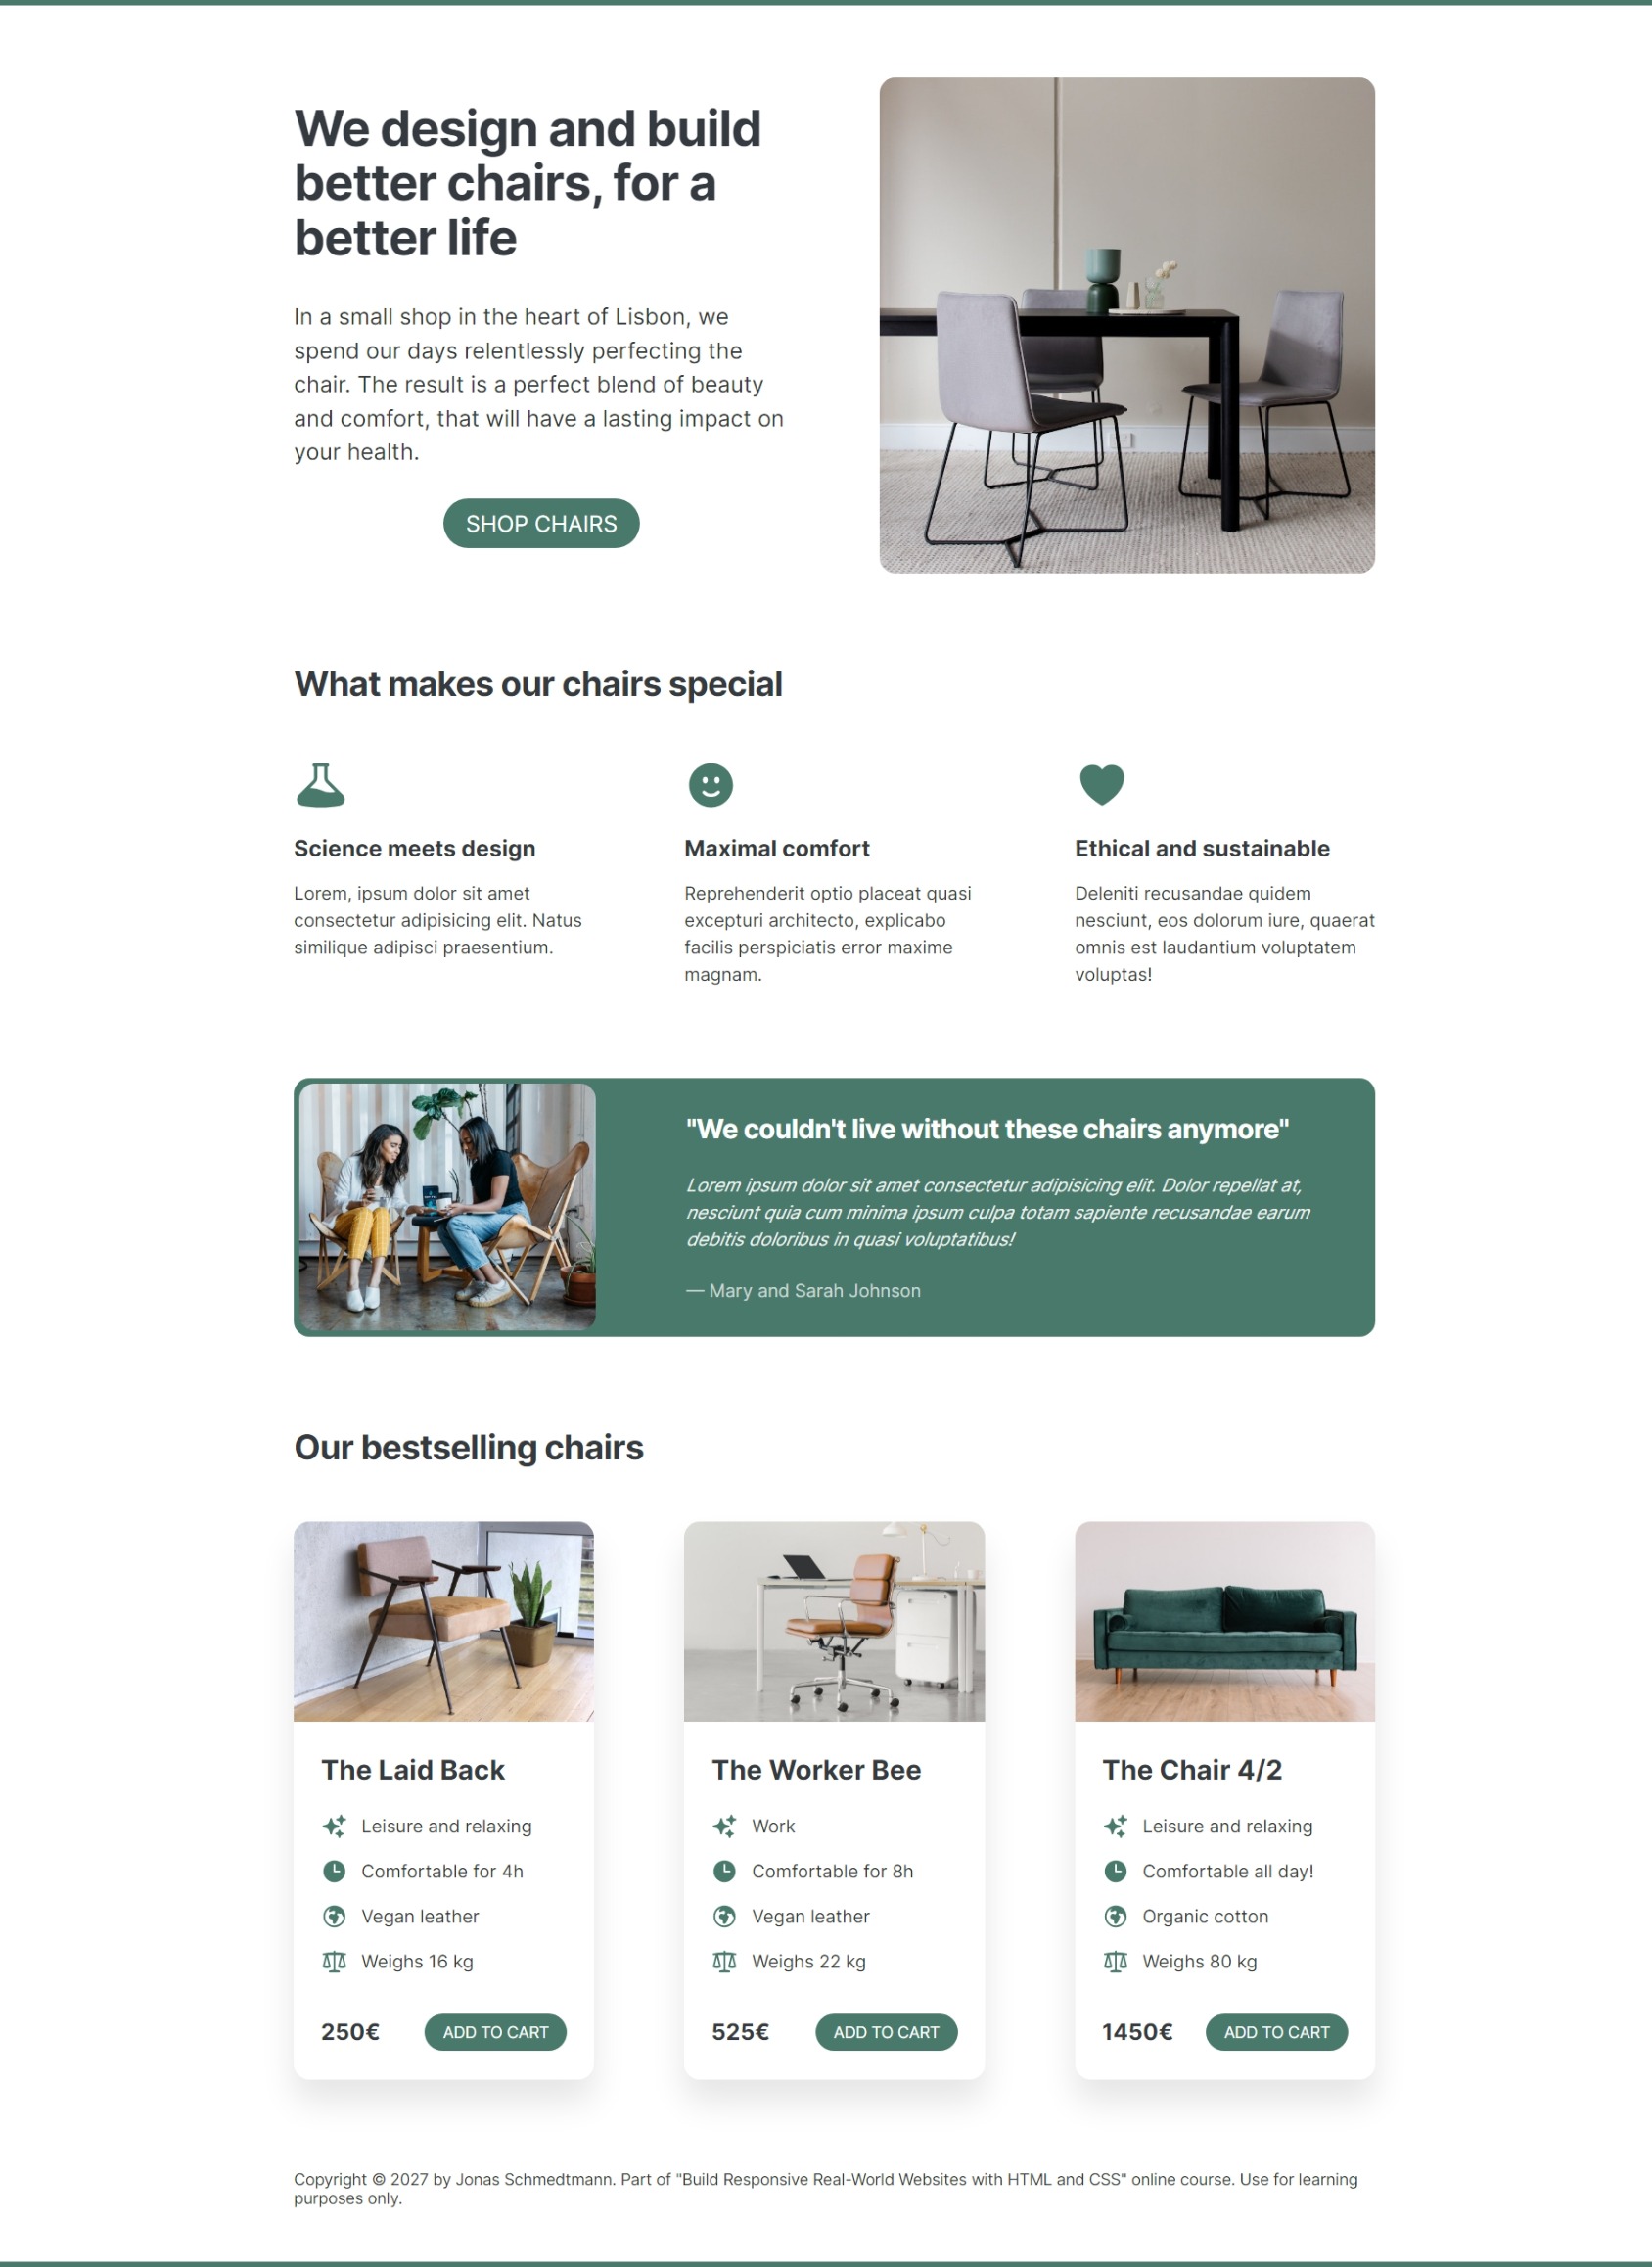 We design and build
better chairs, for a
better life
In a small shop in the heart of Lisbon, we
spend our days relentlessly perfecting the
chair. The result is a perfect blend of beauty
and comfort, that will have a lasting impact on
your health.
SHOP CHAIRS
What makes our chairs special
Science meets design
Lorem, ipsum dolor sit amet
consectetur adipisicing elit. Natus
similique adipisci praesentium.
Maximal comfort
Reprehenderit optio placeat quasi
excepturi architecto, explicabo
facilis perspiciatis error maxime
magnam.
Ethical and sustainable
Deleniti recusandae quidem
nesciunt, eos dolorum iure, quaerat
omnis est laudantium voluptatem
voluptas!
"We couldn't live without these chairs anymore"
Lorem ipsum dolor sit amet consectetur adipisicing elit. Dolor repellat at,
nesciunt quia cum minima ipsum culpa totam sapiente recusandae earum
debitis doloribus in quasi voluptatibus!
— Mary and Sarah Johnson
Our bestselling chairs
The Laid Back
Leisure and relaxing
Comfortable for 4h
Vegan leather
Weighs 16 kg
250€
ADD TO CART
The Worker Bee
Work
Comfortable for 8h
Vegan leather
Weighs 22 kg
525€
ADD TO CART
The Chair 4/2
Leisure and relaxing
Comfortable all day!
Organic cotton
Weighs 80 kg
1450€
ADD TO CART
Copyright © 2027 by Jonas Schmedtmann. Part of "Build Responsive Real-World Websites with HTML and CSS" online course. Use for learning
purposes only.